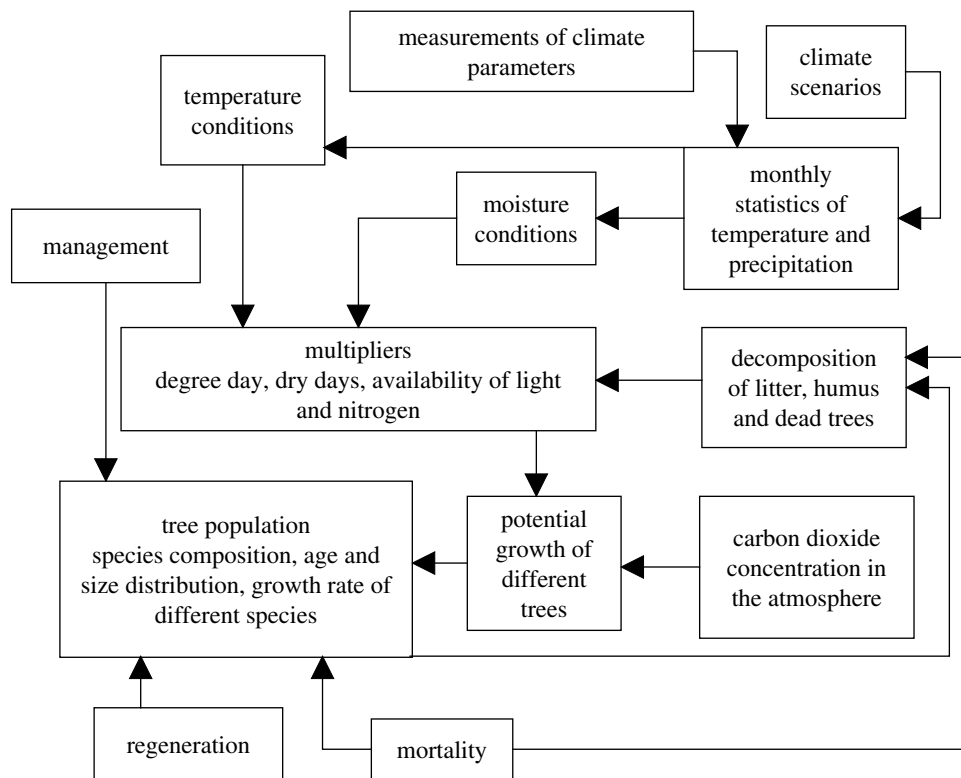 measurements of climate
parameters
climate
scenarios
temperature
conditions
monthly
statistics of
temperature and
precipitation
moisture
conditions
management
multipliers
degree day, dry days, availability of light
and nitrogen
decomposition
of litter, humus
and dead trees
tree population
species composition, age and
size distribution, growth rate of
different species
potential
growth of
different
trees
carbon dioxide
concentration in
the atmosphere
regeneration
mortality